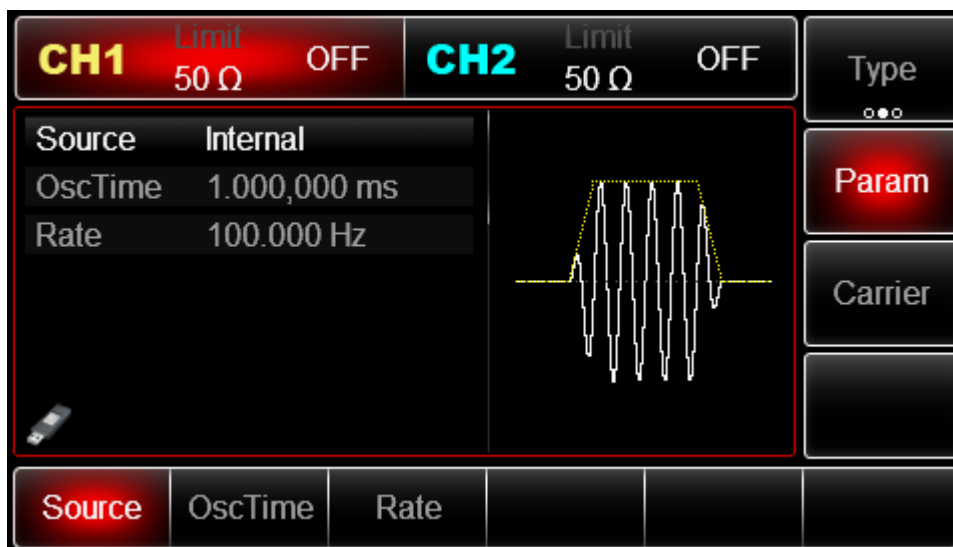 CH1 Limit 50 Ω OFF
CH2 Limit 50 Ω OFF
Type
Source Internal
OscTime 1.000,000 ms
Rate 100.000 Hz
Param
Carrier
Source OscTime Rate